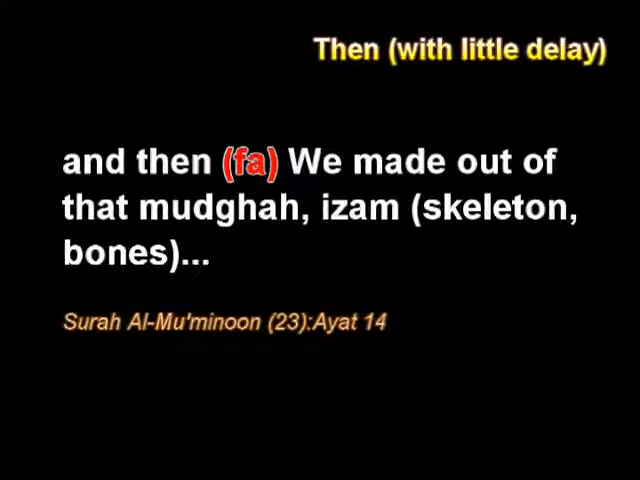 Then (with little delay)
and then (fa) We made out of
that mudghah, izam (skeleton,
bones)...
Surah Al-Mu'minoon (23):Ayat 14